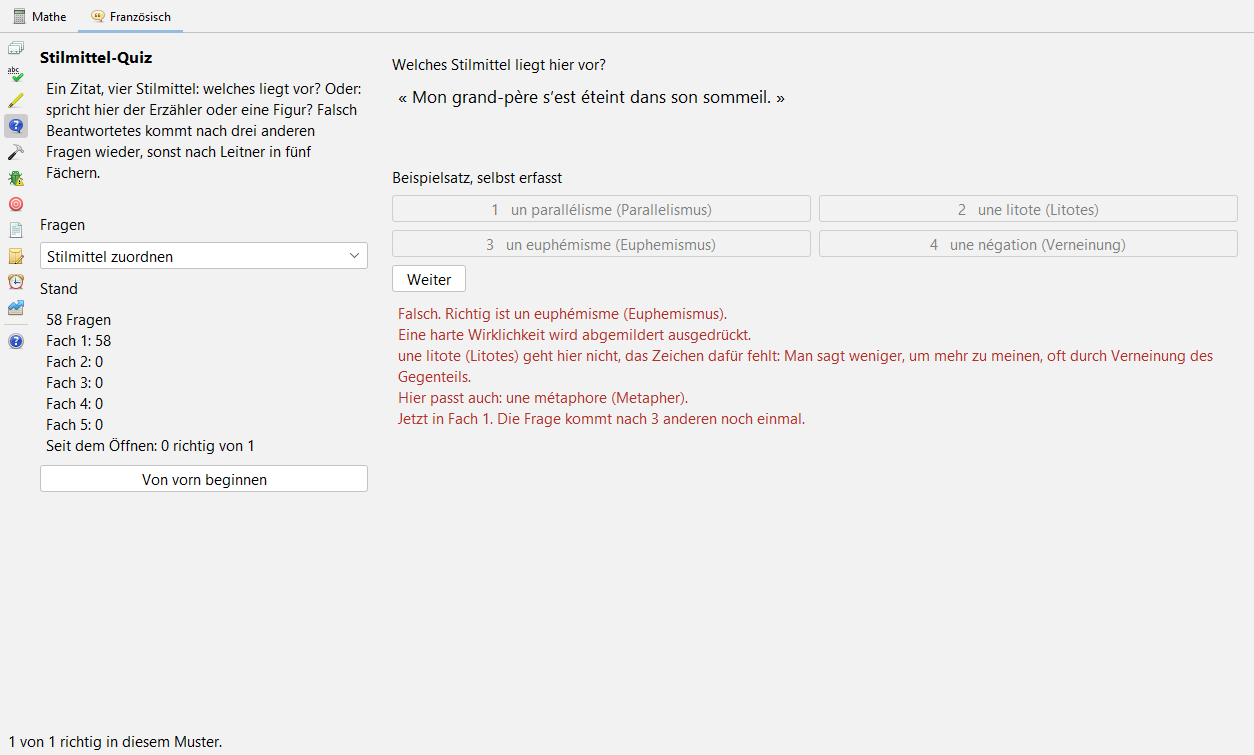 Mathe
Französisch
Stilmittel-Quiz
Ein Zitat, vier Stilmittel: welches liegt vor? Oder:
spricht hier der Erzähler oder eine Figur? Falsch
Beantwortetes kommt nach drei anderen
Fragen wieder, sonst nach Leitner in fünf
Fächern.
Fragen
Stilmittel zuordnen
Stand
58 Fragen
Fach 1: 58
Fach 2: 0
Fach 3: 0
Fach 4: 0
Fach 5: 0
Seit dem Öffnen: 0 richtig von 1
Von vorn beginnen
Welches Stilmittel liegt hier vor?
« Mon grand-père s’est éteint dans son sommeil. »
Beispielsatz, selbst erfasst
1 un parallélisme (Parallelismus)
2 une litote (Litotes)
3 un euphémisme (Euphemismus)
4 une négation (Verneinung)
Weiter
Falsch. Richtig ist un euphémisme (Euphemismus).
Eine harte Wirklichkeit wird abgemildert ausgedrückt.
une litote (Litotes) geht hier nicht, das Zeichen dafür fehlt: Man sagt weniger, um mehr zu meinen, oft durch Verneinung des
Gegenteils.
Hier passt auch: une métaphore (Metapher).
Jetzt in Fach 1. Die Frage kommt nach 3 anderen noch einmal.
1 von 1 richtig in diesem Muster.